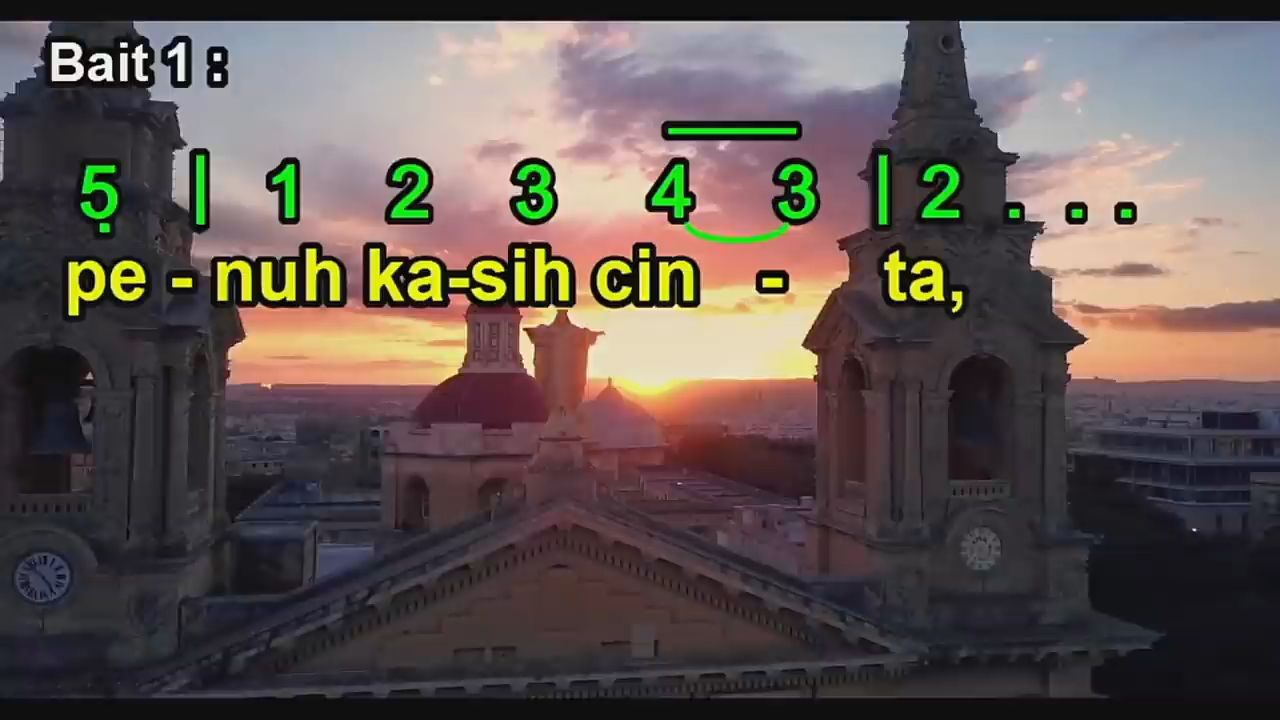 Bait 1 :
5̣ | 1 2 3 4 3 | 2 . . .
pe - nuh ka-sih cin - ta,